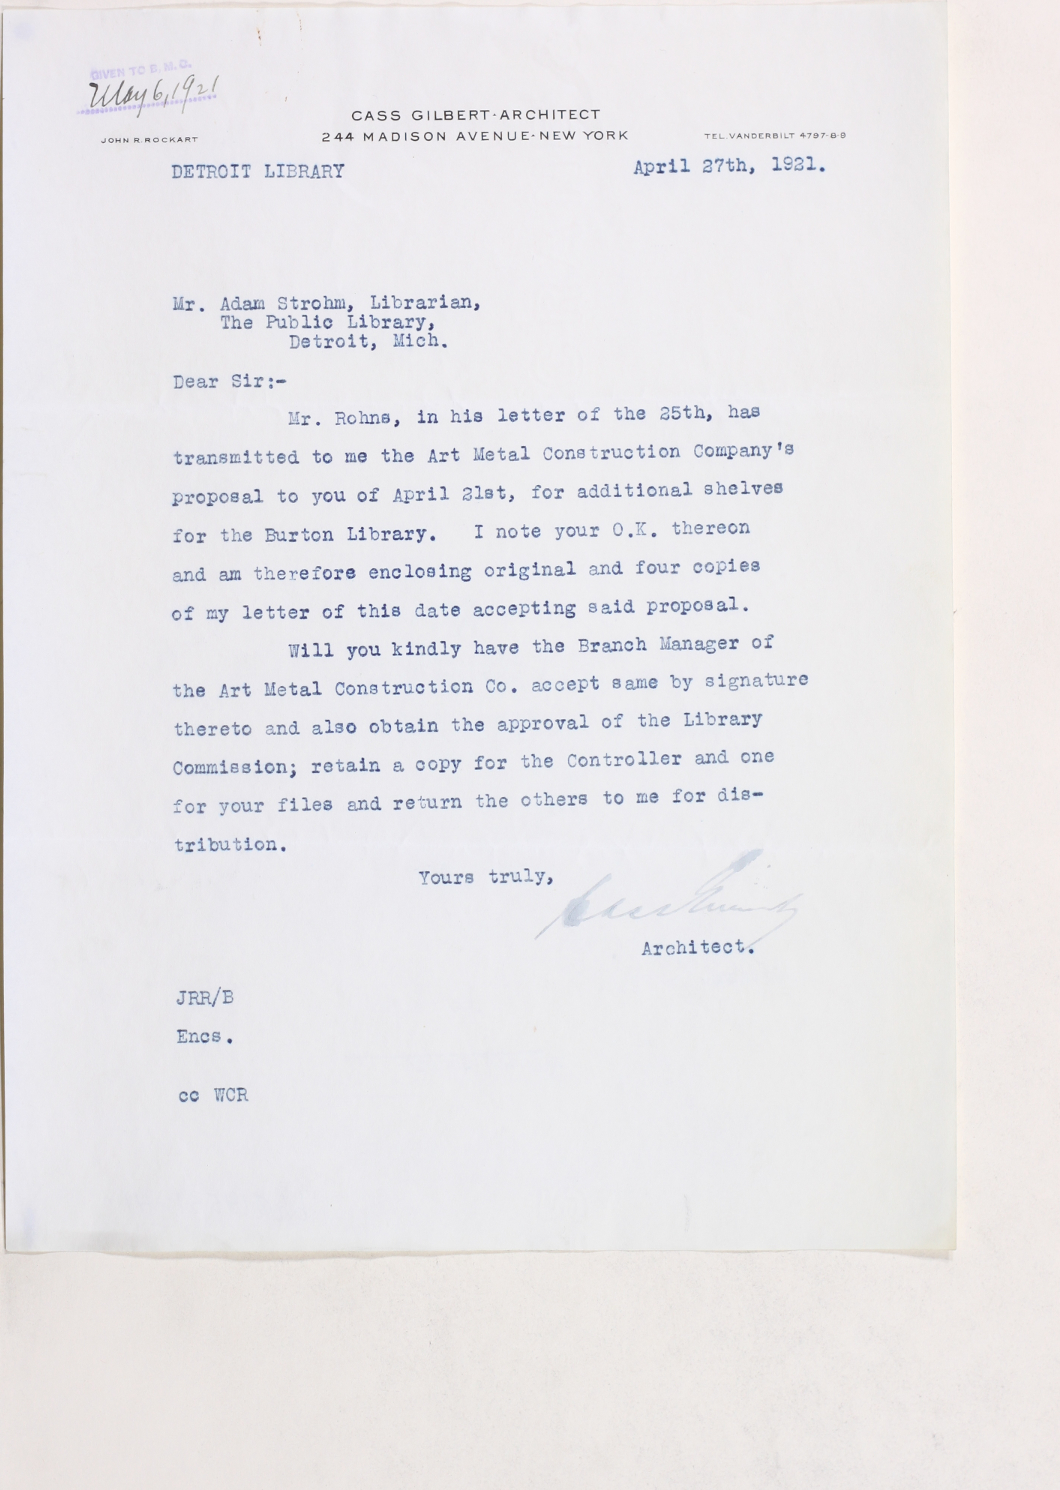 GIVEN TO B. M. C.
May 6, 1921
CASS GILBERT·ARCHITECT
244 MADISON AVENUE·NEW YORK
JOHN R. ROCKART
TEL. VANDERBILT 4797-8-9
DETROIT LIBRARY
April 27th, 1921.
Mr. Adam Strohm, Librarian,
The Public Library,
Detroit, Mich.
Dear Sir:-
Mr. Rohns, in his letter of the 25th, has
transmitted to me the Art Metal Construction Company's
proposal to you of April 21st, for additional shelves
for the Burton Library. I note your O.K. thereon
and am therefore enclosing original and four copies
of my letter of this date accepting said proposal.
Will you kindly have the Branch Manager of
the Art Metal Construction Co. accept same by signature
thereto and also obtain the approval of the Library
Commission; retain a copy for the Controller and one
for your files and return the others to me for dis-
tribution.
Yours truly,
Cass Gilbert
Architect.
JRR/B
Encs.
cc WCR